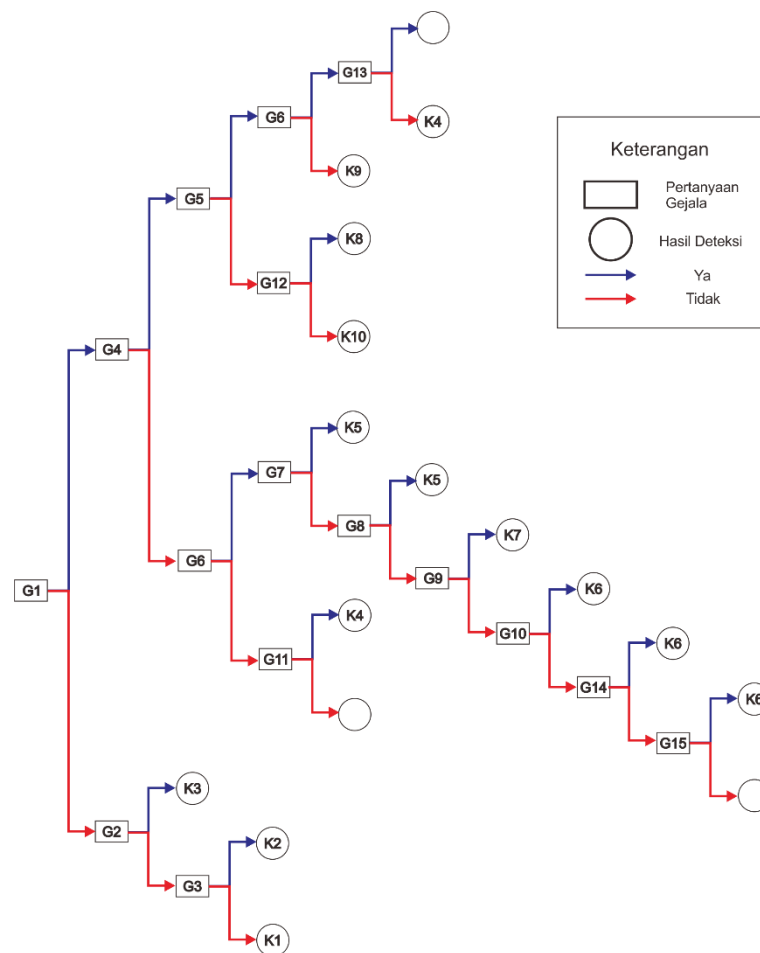 G13
G6
K4
K9
G5
K8
G12
K10
G4
K5
G7
K5
G8
K7
G9
G6
K6
G1
K4
G10
K6
G11
G14
K6
G15
K3
G2
K2
G3
K1
Keterangan
Pertanyaan
Gejala
Hasil Deteksi
Ya
Tidak